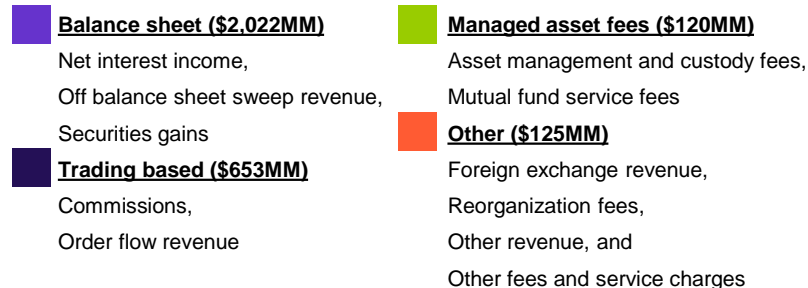 Balance sheet ($2,022MM)
Net interest income,
Off balance sheet sweep revenue,
Securities gains
Trading based ($653MM)
Commissions,
Order flow revenue
Managed asset fees ($120MM)
Asset management and custody fees,
Mutual fund service fees
Other ($125MM)
Foreign exchange revenue,
Reorganization fees,
Other revenue, and
Other fees and service charges